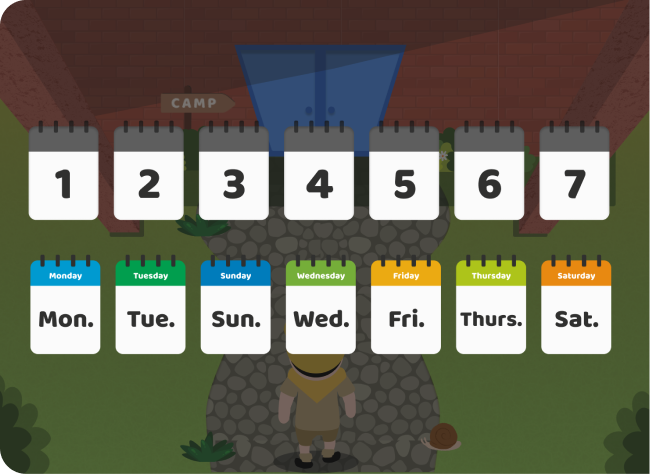 CAMP
1 2 3 4 5 6 7
Monday Tuesday Sunday Wednesday Friday Thursday Saturday
Mon. Tue. Sun. Wed. Fri. Thurs. Sat.